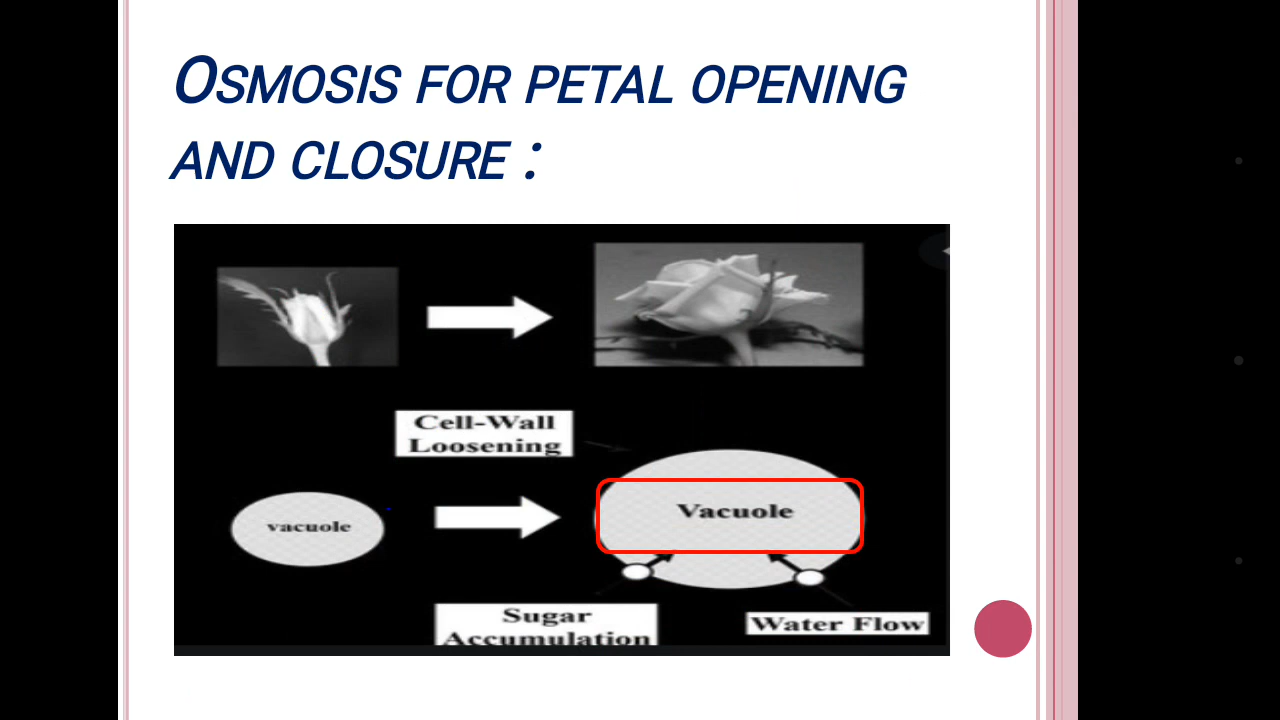 OSMOSIS FOR PETAL OPENING
AND CLOSURE :
Cell-Wall
Loosening
vacuole
Vacuole
Sugar
Accumulation
Water Flow